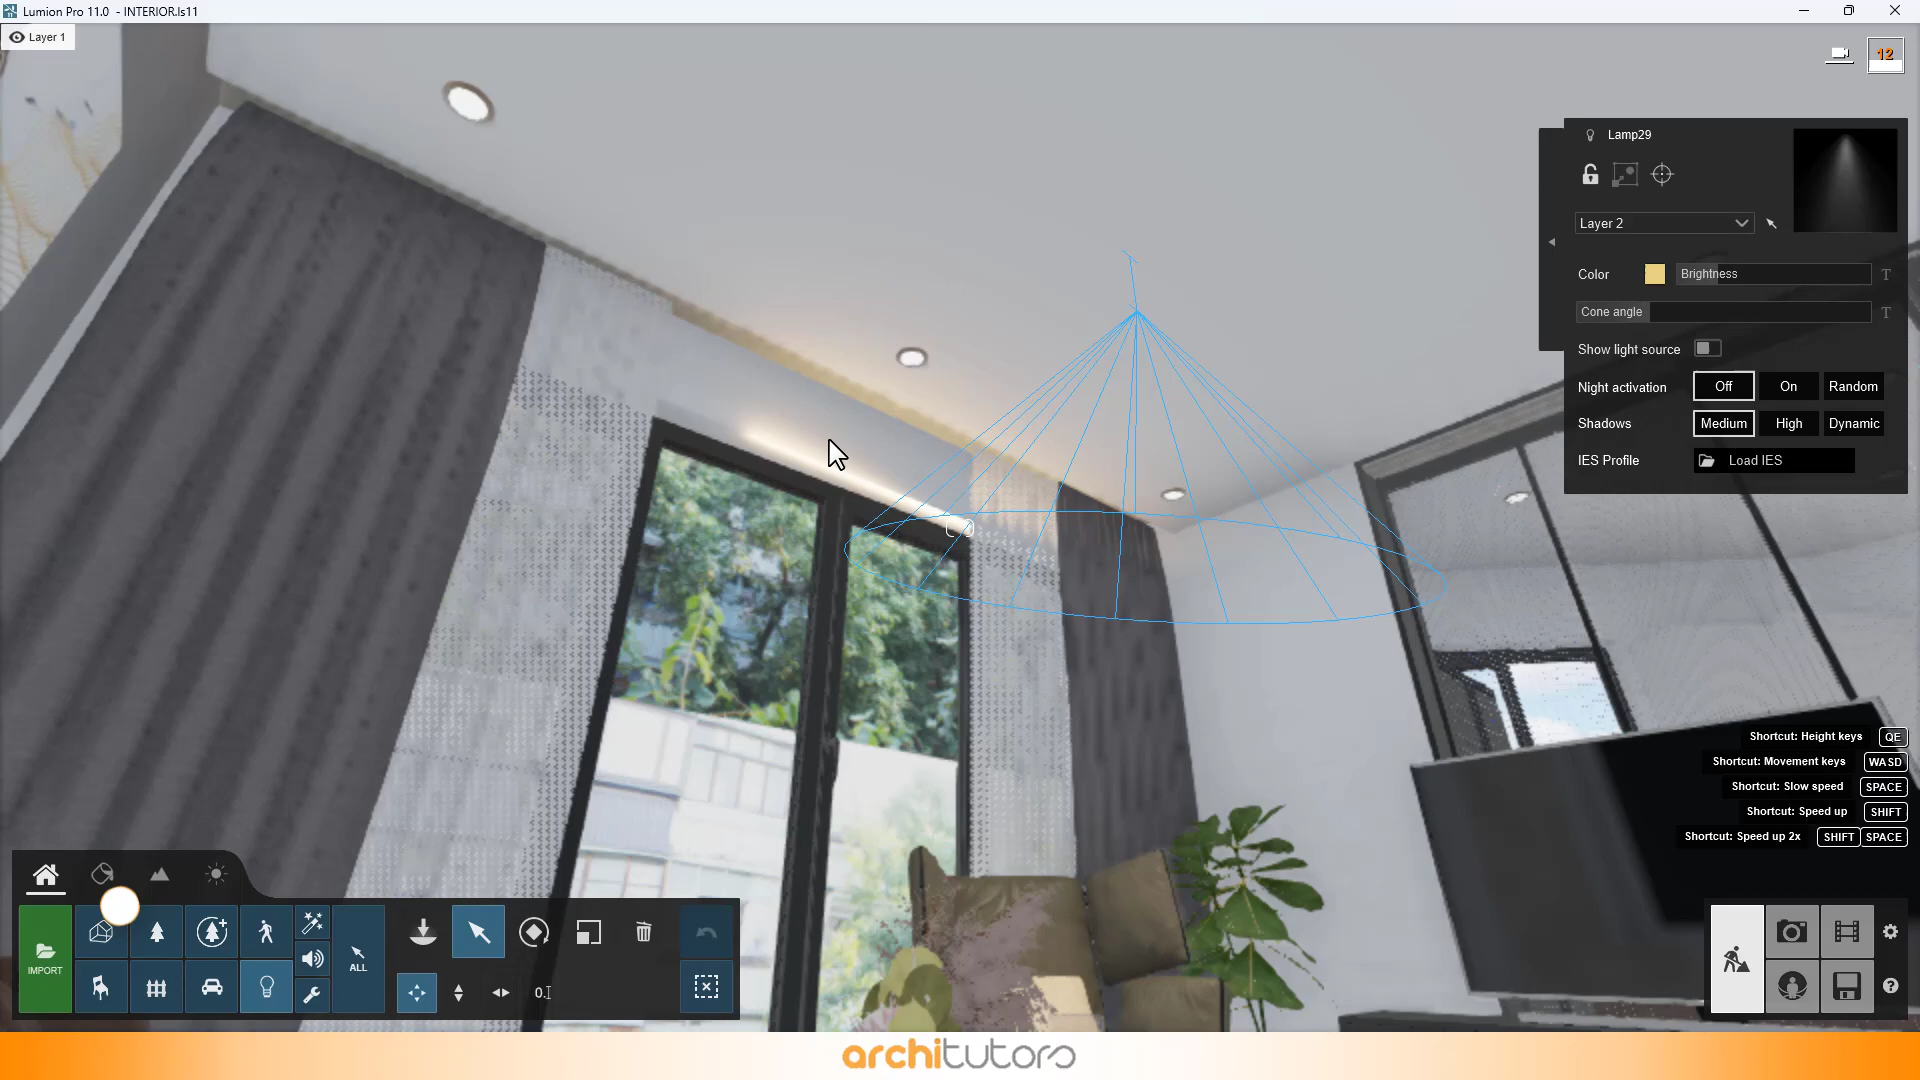 Lumion Pro 11.0 - INTERIOR.ls11
Layer 1
12
Lamp29
Layer 2
Color
Brightness
T
Cone angle
T
Show light source
Night activation
Off
On
Random
Shadows
Medium
High
Dynamic
IES Profile
Load IES
Shortcut: Height keys
QE
Shortcut: Movement keys
WASD
Shortcut: Slow speed
SPACE
Shortcut: Speed up
SHIFT
Shortcut: Speed up 2x
SHIFT
SPACE
IMPORT
ALL
0.
?
architutors